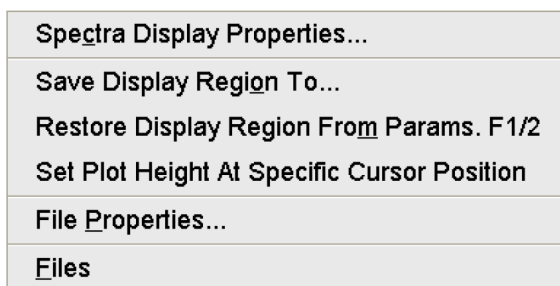 Spectra Display Properties...
Save Display Region To...
Restore Display Region From Params. F1/2
Set Plot Height At Specific Cursor Position
File Properties...
Files